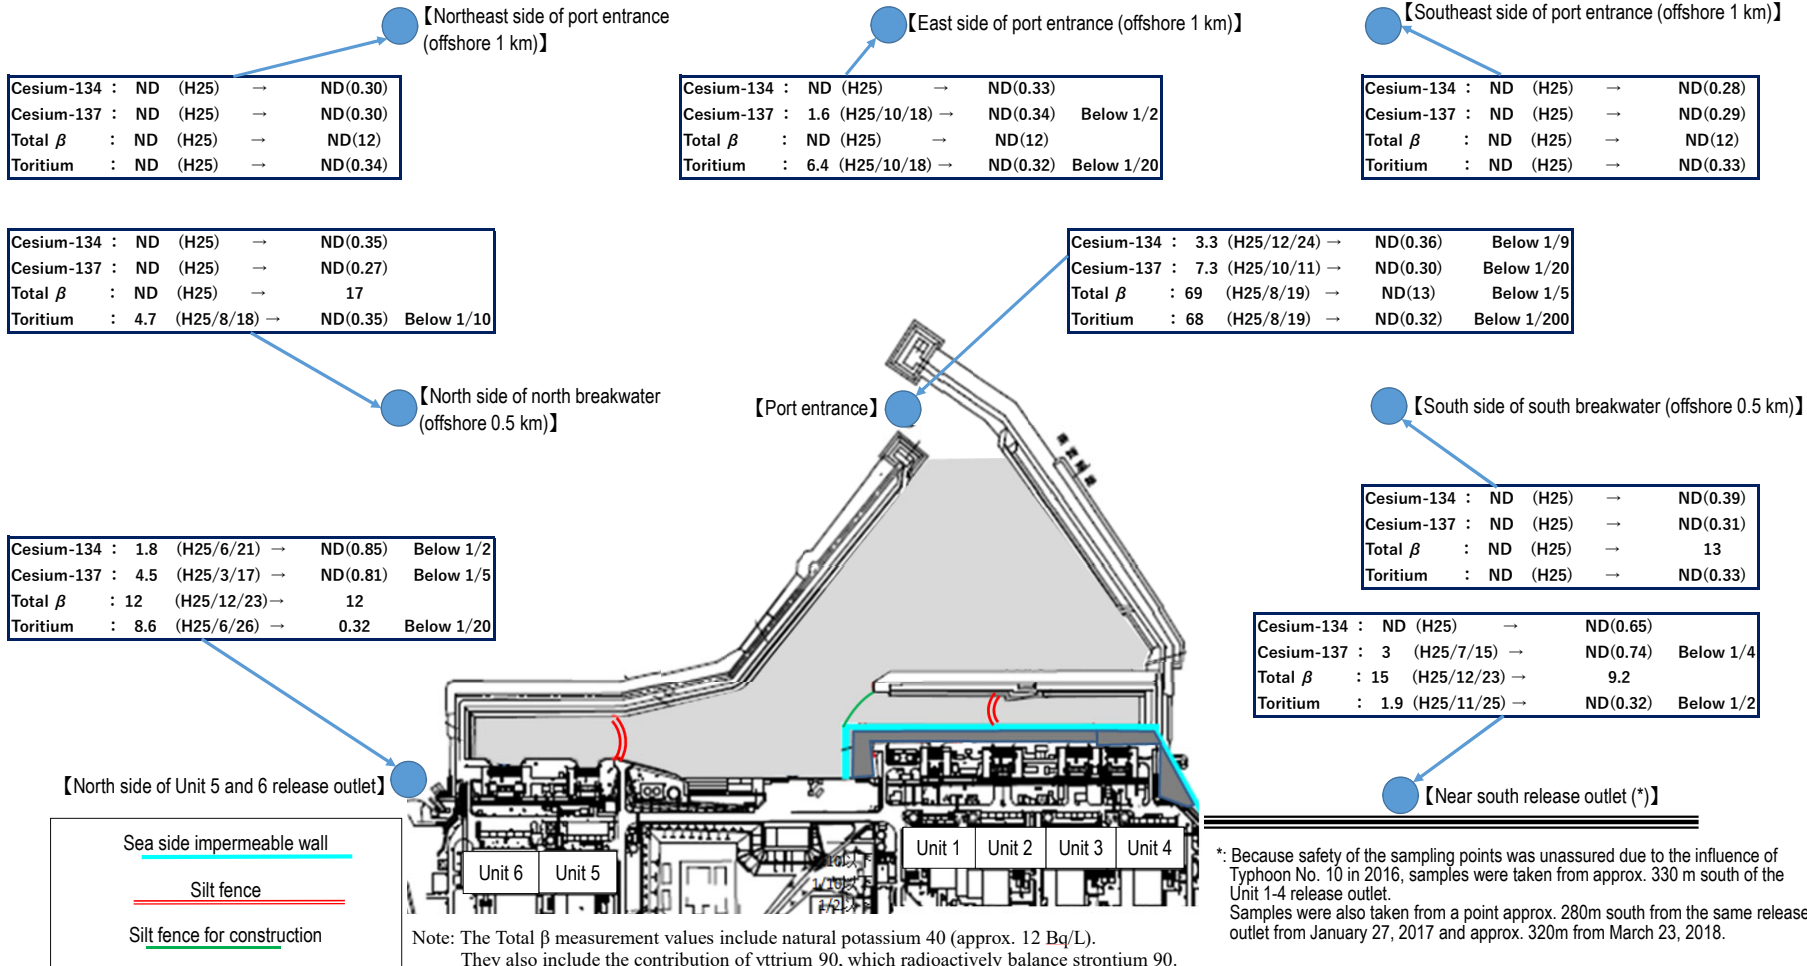 【Northeast side of port entrance
(offshore 1 km)】
Cesium-134 : ND (H25) → ND(0.30)
Cesium-137 : ND (H25) → ND(0.30)
Total β : ND (H25) → ND(12)
Toritium : ND (H25) → ND(0.34)
【East side of port entrance (offshore 1 km)】
Cesium-134 : ND (H25) → ND(0.33)
Cesium-137 : 1.6 (H25/10/18) → ND(0.34) Below 1/2
Total β : ND (H25) → ND(12)
Toritium : 6.4 (H25/10/18) → ND(0.32) Below 1/20
【Southeast side of port entrance (offshore 1 km)】
Cesium-134 : ND (H25) → ND(0.28)
Cesium-137 : ND (H25) → ND(0.29)
Total β : ND (H25) → ND(12)
Toritium : ND (H25) → ND(0.33)
Cesium-134 : ND (H25) → ND(0.35)
Cesium-137 : ND (H25) → ND(0.27)
Total β : ND (H25) → 17
Toritium : 4.7 (H25/8/18) → ND(0.35) Below 1/10
【North side of north breakwater
(offshore 0.5 km)】
Cesium-134 : 3.3 (H25/12/24) → ND(0.36) Below 1/9
Cesium-137 : 7.3 (H25/10/11) → ND(0.30) Below 1/20
Total β : 69 (H25/8/19) → ND(13) Below 1/5
Toritium : 68 (H25/8/19) → ND(0.32) Below 1/200
【Port entrance】
【South side of south breakwater (offshore 0.5 km)】
Cesium-134 : ND (H25) → ND(0.39)
Cesium-137 : ND (H25) → ND(0.31)
Total β : ND (H25) → 13
Toritium : ND (H25) → ND(0.33)
Cesium-134 : 1.8 (H25/6/21) → ND(0.85) Below 1/2
Cesium-137 : 4.5 (H25/3/17) → ND(0.81) Below 1/5
Total β : 12 (H25/12/23) → 12
Toritium : 8.6 (H25/6/26) → 0.32 Below 1/20
Cesium-134 : ND (H25) → ND(0.65)
Cesium-137 : 3 (H25/7/15) → ND(0.74) Below 1/4
Total β : 15 (H25/12/23) → 9.2
Toritium : 1.9 (H25/11/25) → ND(0.32) Below 1/2
【North side of Unit 5 and 6 release outlet】
【Near south release outlet (*)】
Sea side impermeable wall
Silt fence
Silt fence for construction
Unit 6
Unit 5
Unit 1
Unit 2
Unit 3
Unit 4
*: Because safety of the sampling points was unassured due to the influence of
Typhoon No. 10 in 2016, samples were taken from approx. 330 m south of the
Unit 1-4 release outlet.
Samples were also taken from a point approx. 280m south from the same release
outlet from January 27, 2017 and approx. 320m from March 23, 2018.
Note: The Total β measurement values include natural potassium 40 (approx. 12 Bq/L).
They also include the contribution of yttrium 90, which radioactively balance strontium 90.